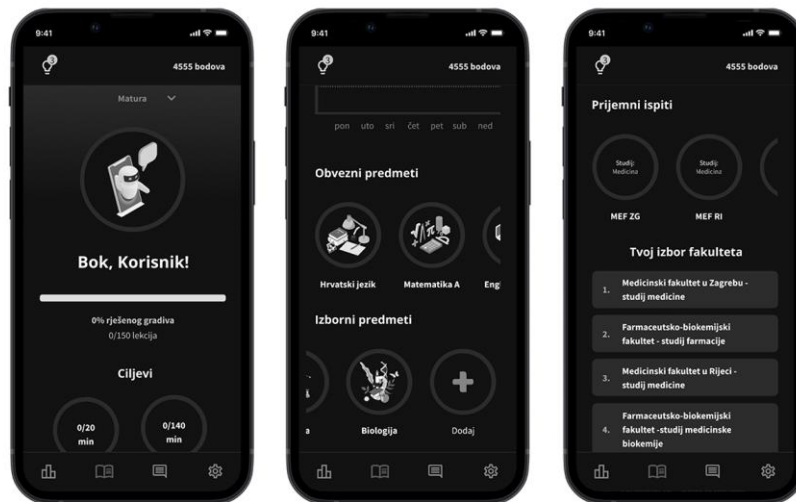 9:41
3
4555 bodova
Matura
Bok, Korisnik!
0% rješenog gradiva
0/150 lekcija
Ciljevi
0/20
min
0/140
min
9:41
3
4555 bodova
pon uto sri čet pet sub ned
Obvezni predmeti
Hrvatski jezik
Matematika A
Engl
Izborni predmeti
a
Biologija
Dodaj
9:41
3
4555 bodova
Prijemni ispiti
Studij:
Medicina
Studij:
Medicina
MEF ZG
MEF RI
Tvoj izbor fakulteta
1. Medicinski fakultet u Zagrebu -
studij medicine
2. Farmaceutsko-biokemijski
fakultet - studij farmacije
3. Medicinski fakultet u Rijeci -
studij medicine
4. Farmaceutsko-biokemijski
fakultet -studij medicinske
biokemije